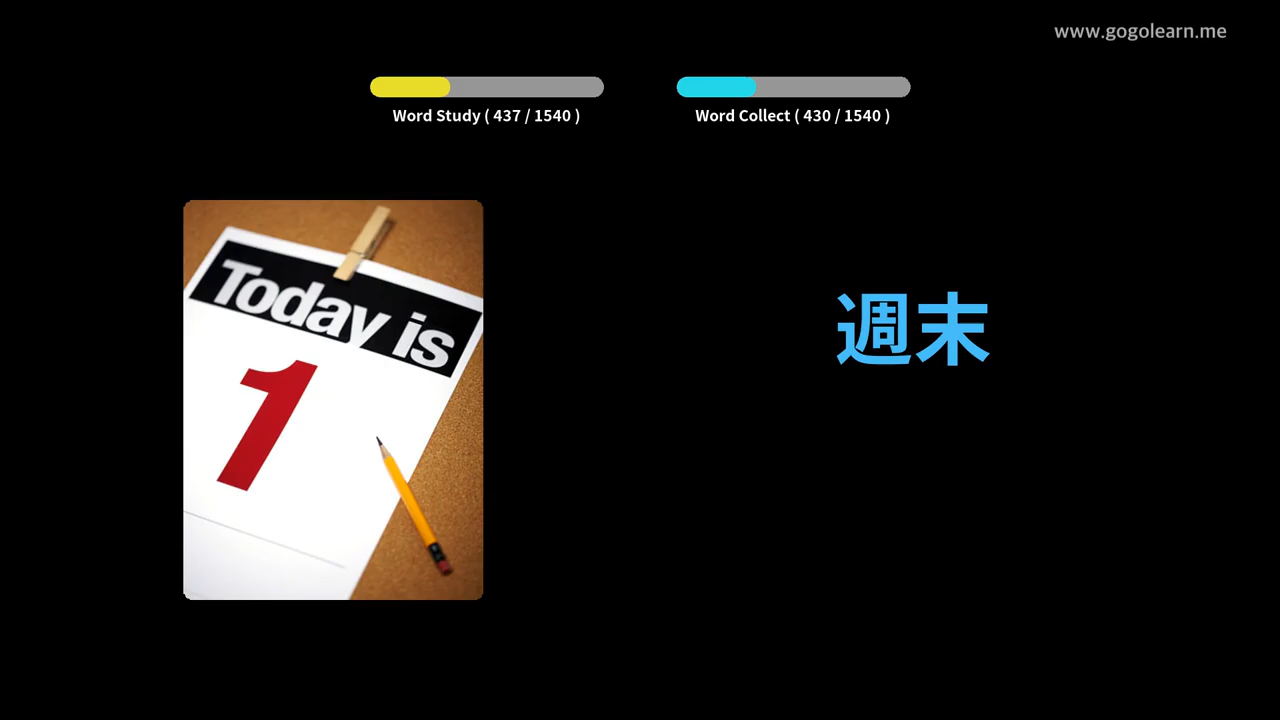 www.gogolearn.me
Word Study ( 437 / 1540 )
Word Collect ( 430 / 1540 )
Today is
1
週末